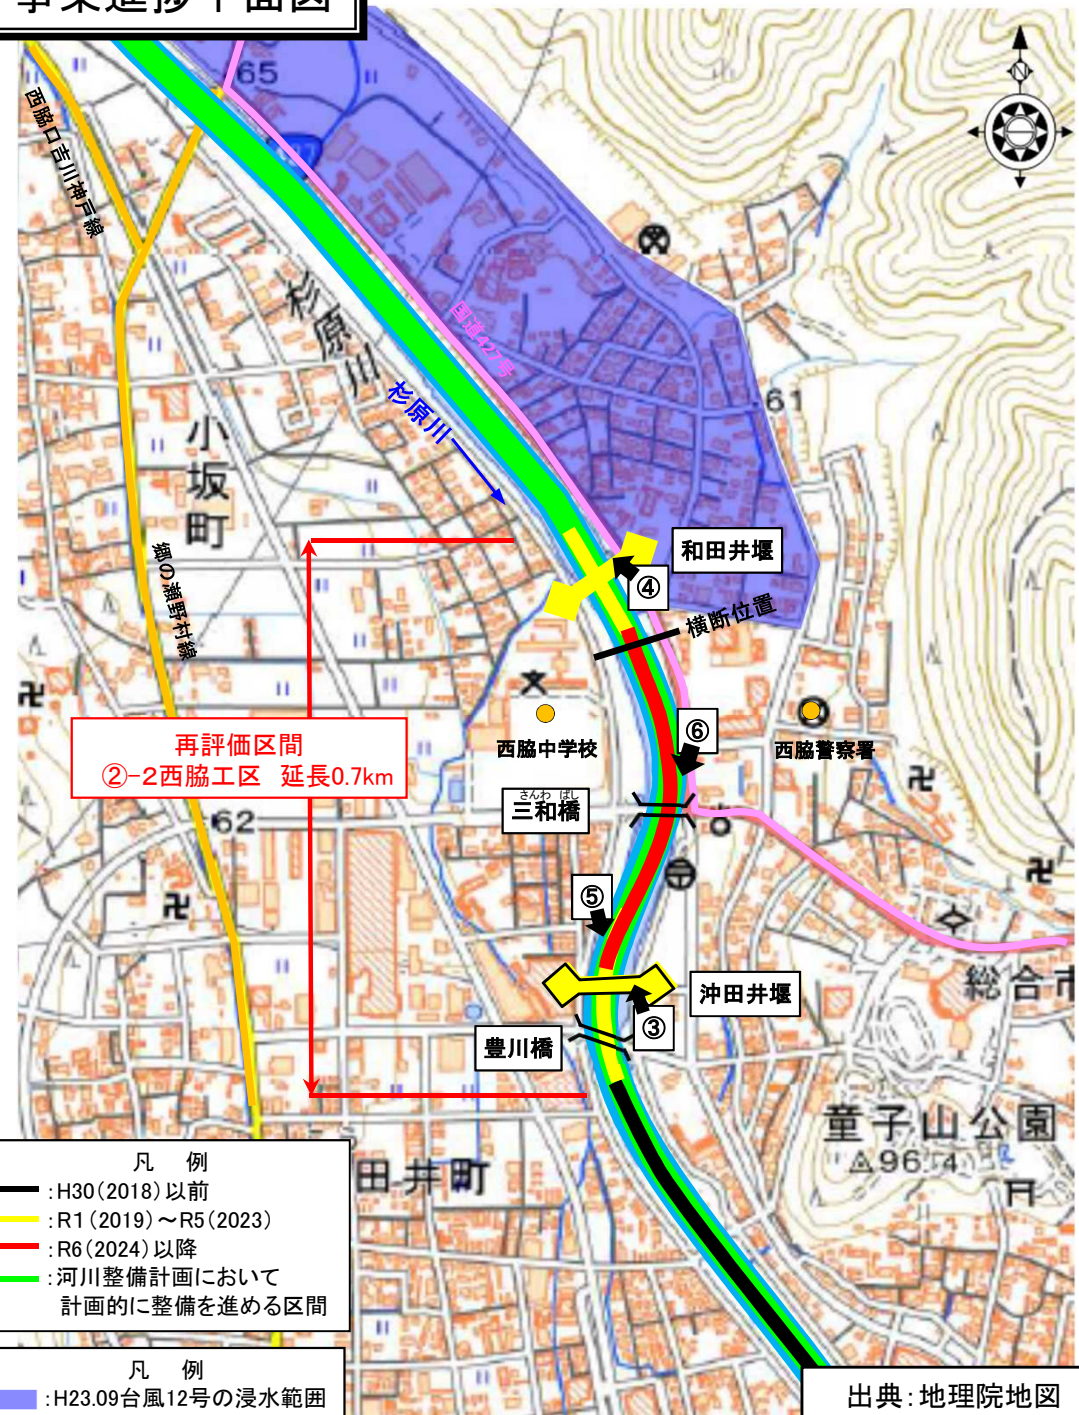 事業進捗平面図
65
西脇口吉川神戸線
杉原川
国道427号
杉原川
61
小坂町
和田井堰
④
横断位置
郷の瀬野村線
再評価区間
②-2西脇工区 延長0.7km
西脇中学校
⑥
西脇警察署
さんわ ばし
三和橋
62
⑤
沖田井堰
総合市
③
豊川橋
童子山公園
96.4
田井町
凡 例
:H30(2018)以前
:R1(2019)～R5(2023)
:R6(2024)以降
:河川整備計画において
計画的に整備を進める区間
凡 例
:H23.09台風12号の浸水範囲
出典:地理院地図